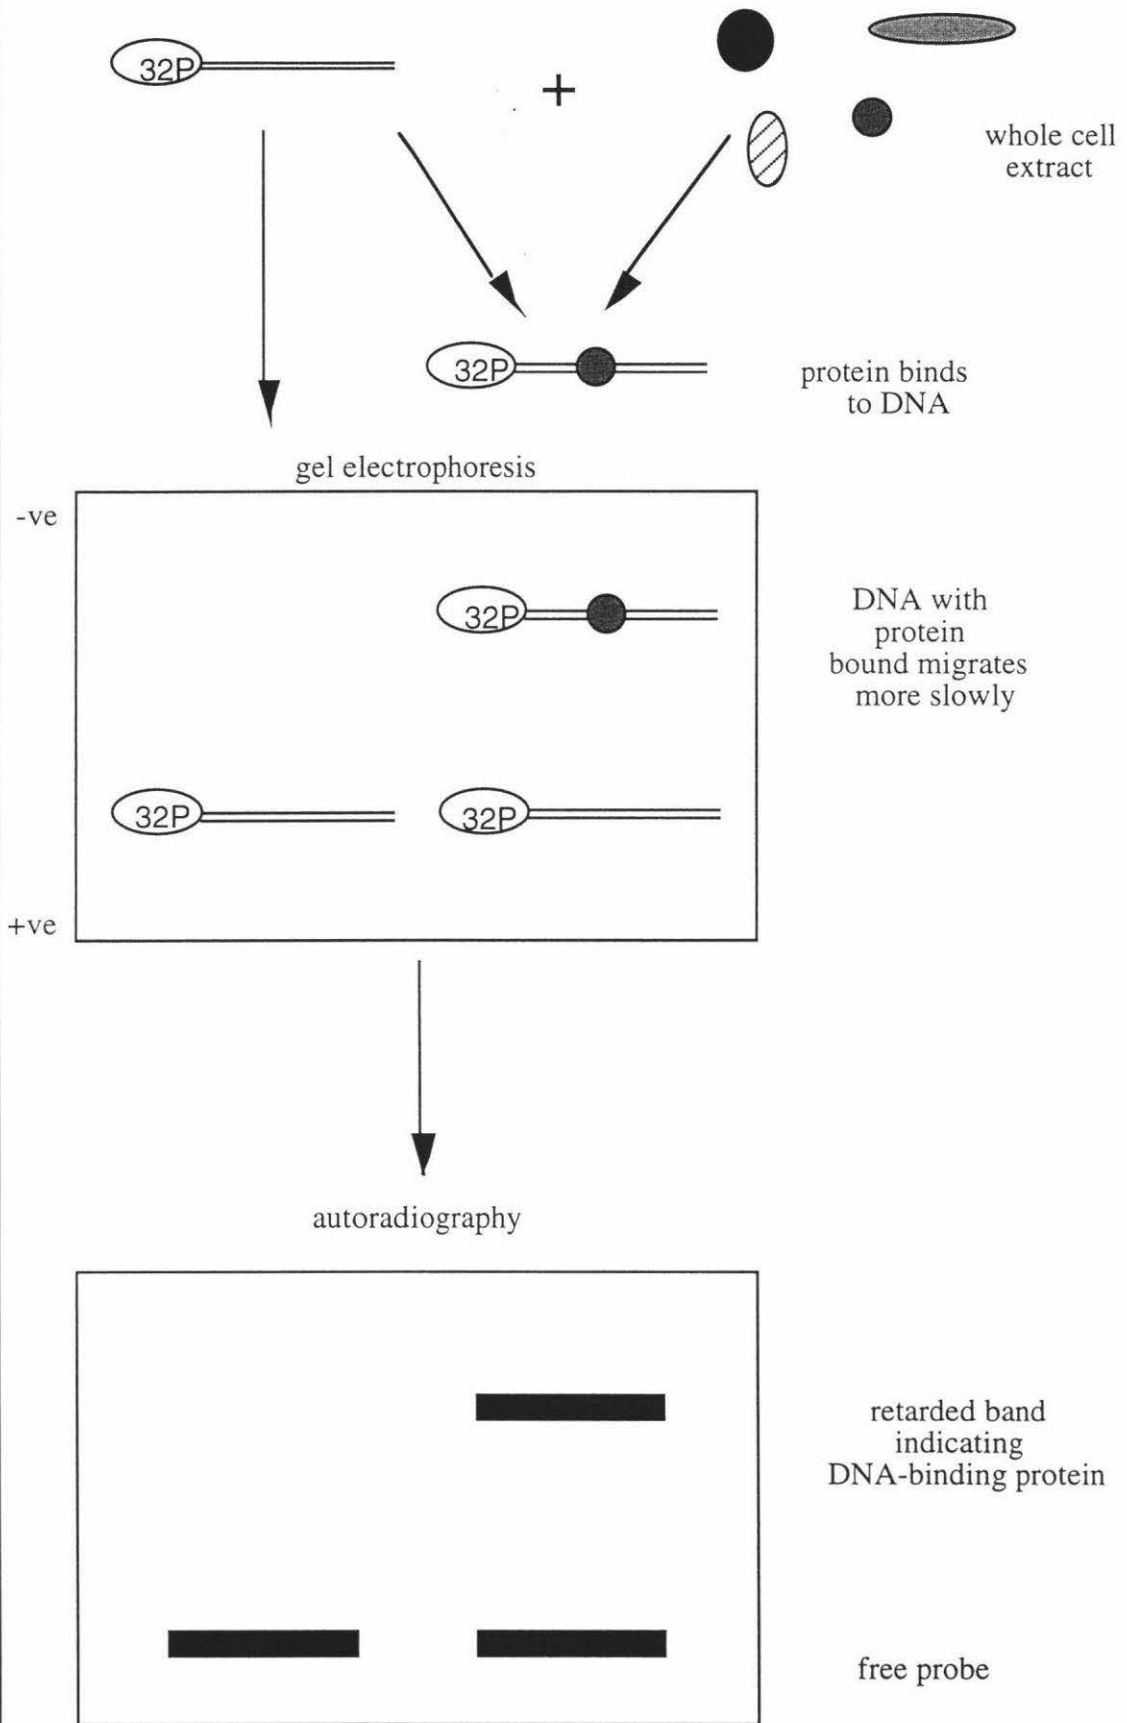 32P
+
whole cell
extract
32P
protein binds
to DNA
gel electrophoresis
-ve
32P
DNA with
protein
bound migrates
more slowly
32P
32P
+ve
autoradiography
retarded band
indicating
DNA-binding protein
free probe